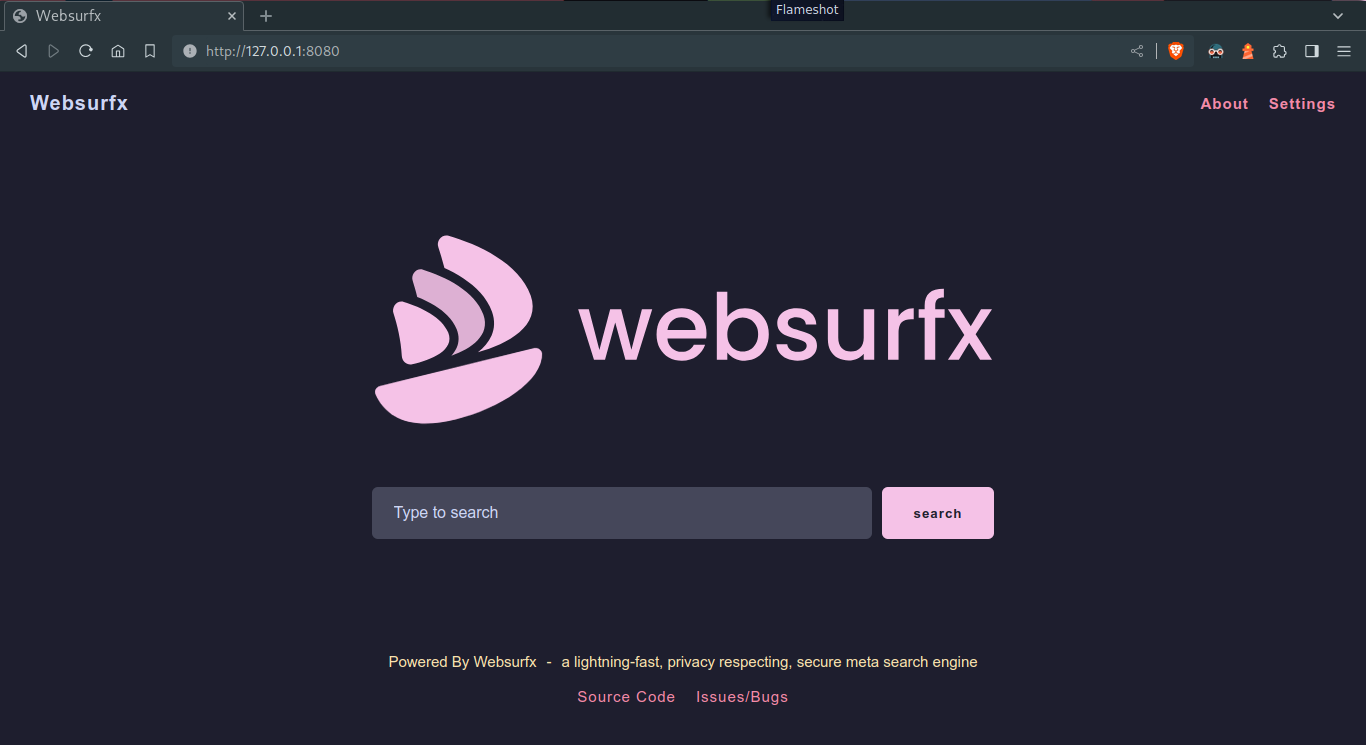 Flameshot
Websurfx
http://127.0.0.1:8080
Websurfx
About Settings
websurfx
Type to search
search
Powered By Websurfx - a lightning-fast, privacy respecting, secure meta search engine
Source Code Issues/Bugs